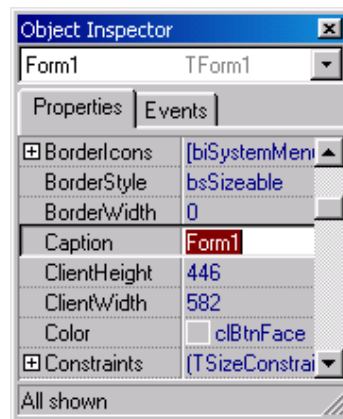 Object Inspector
Form1 TForm1
Properties Events
BorderIcons [biSystemMenu
BorderStyle bsSizeable
BorderWidth 0
Caption Form1
ClientHeight 446
ClientWidth 582
Color clBtnFace
Constraints (TSizeConstrai
All shown